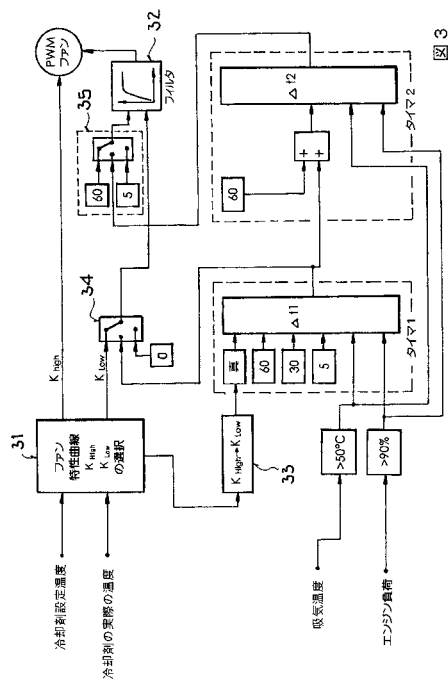 冷却剤設定温度
冷却剤の実際の温度
31
ファン
特性曲線
K High
K Low
の選択
K High
K Low
34
0
35
60
5
32
フィルタ
PWM
ファン
K High→K Low
33
真
60
30
5
Δt1
タイマ1
60
+
+
Δt2
タイマ2
吸気温度
>50°C
エンジン負荷
>90%
図3